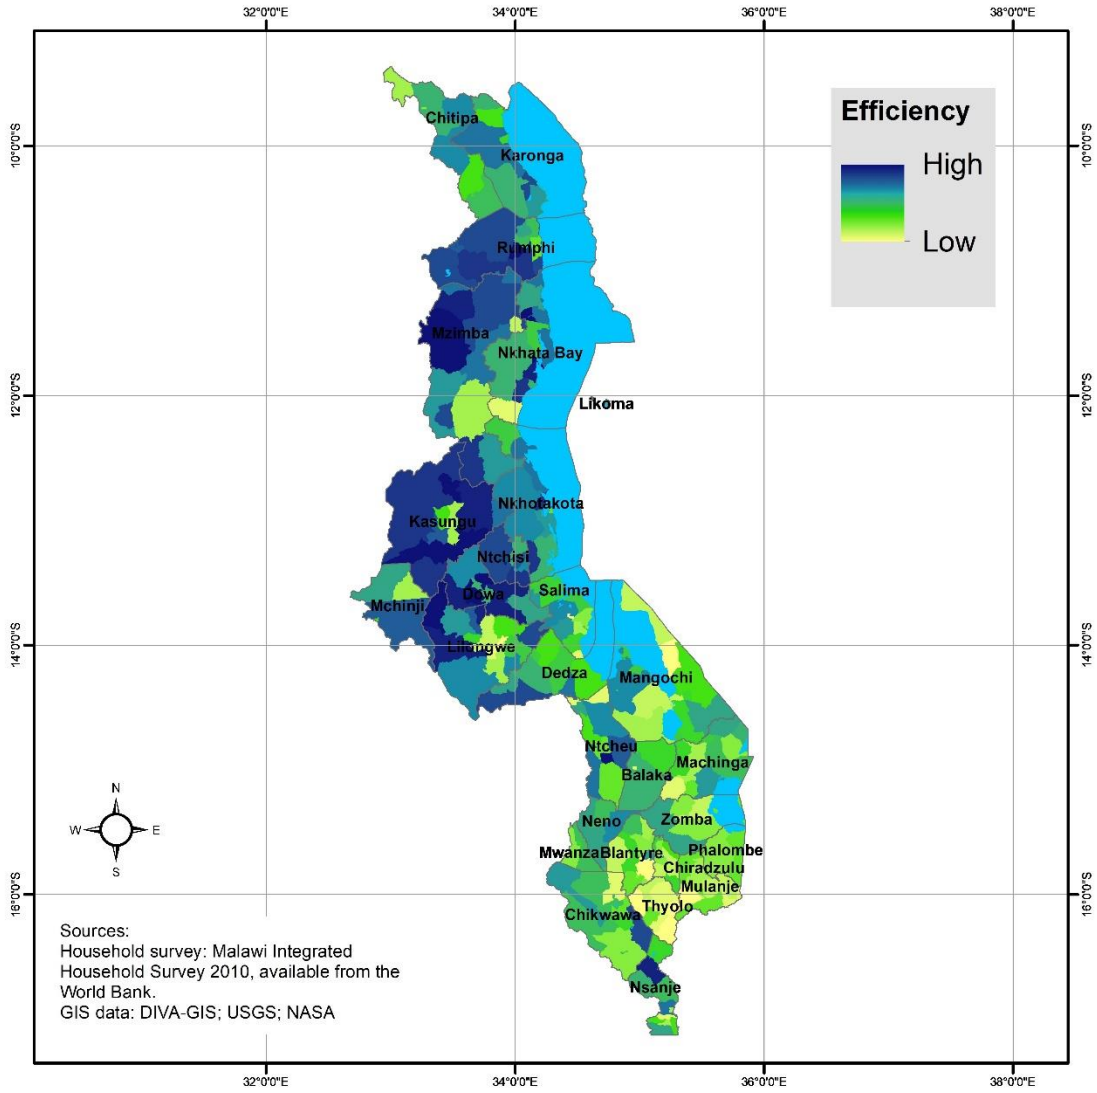 32°0'0"E
34°0'0"E
36°0'0"E
38°0'0"E
Efficiency
High
Low
10°0'0"S
10°0'0"S
12°0'0"S
12°0'0"S
14°0'0"S
14°0'0"S
16°0'0"S
16°0'0"S
Chitipa
Karonga
Rumphi
Mzimba
Nkhata Bay
Likoma
Nkhotakota
Kasungu
Ntchisi
Dowa
Salima
Mchinji
Lilongwe
Dedza
Mangochi
Ntcheu
Machinga
Balaka
Neno
Zomba
Mwanza
Blantyre
Phalombe
Chiradzulu
Mulanje
Thyolo
Chikwawa
Nsanje
N
W
E
S
Sources:
Household survey: Malawi Integrated
Household Survey 2010, available from the
World Bank.
GIS data: DIVA-GIS; USGS; NASA
32°0'0"E
34°0'0"E
36°0'0"E
38°0'0"E